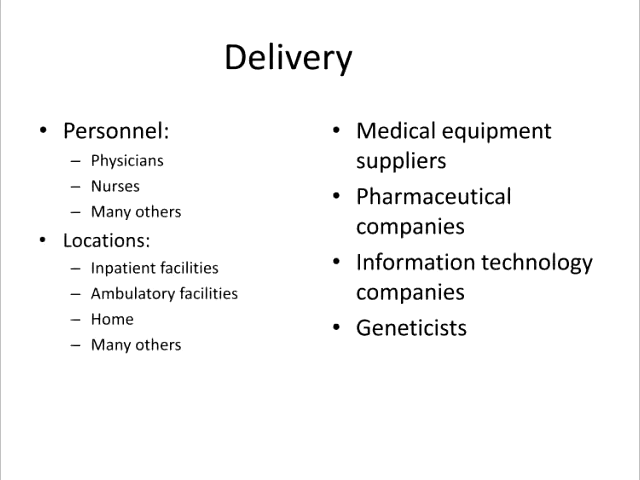 Delivery
• Personnel:
– Physicians
– Nurses
– Many others
• Locations:
– Inpatient facilities
– Ambulatory facilities
– Home
– Many others
• Medical equipment
suppliers
• Pharmaceutical
companies
• Information technology
companies
• Geneticists